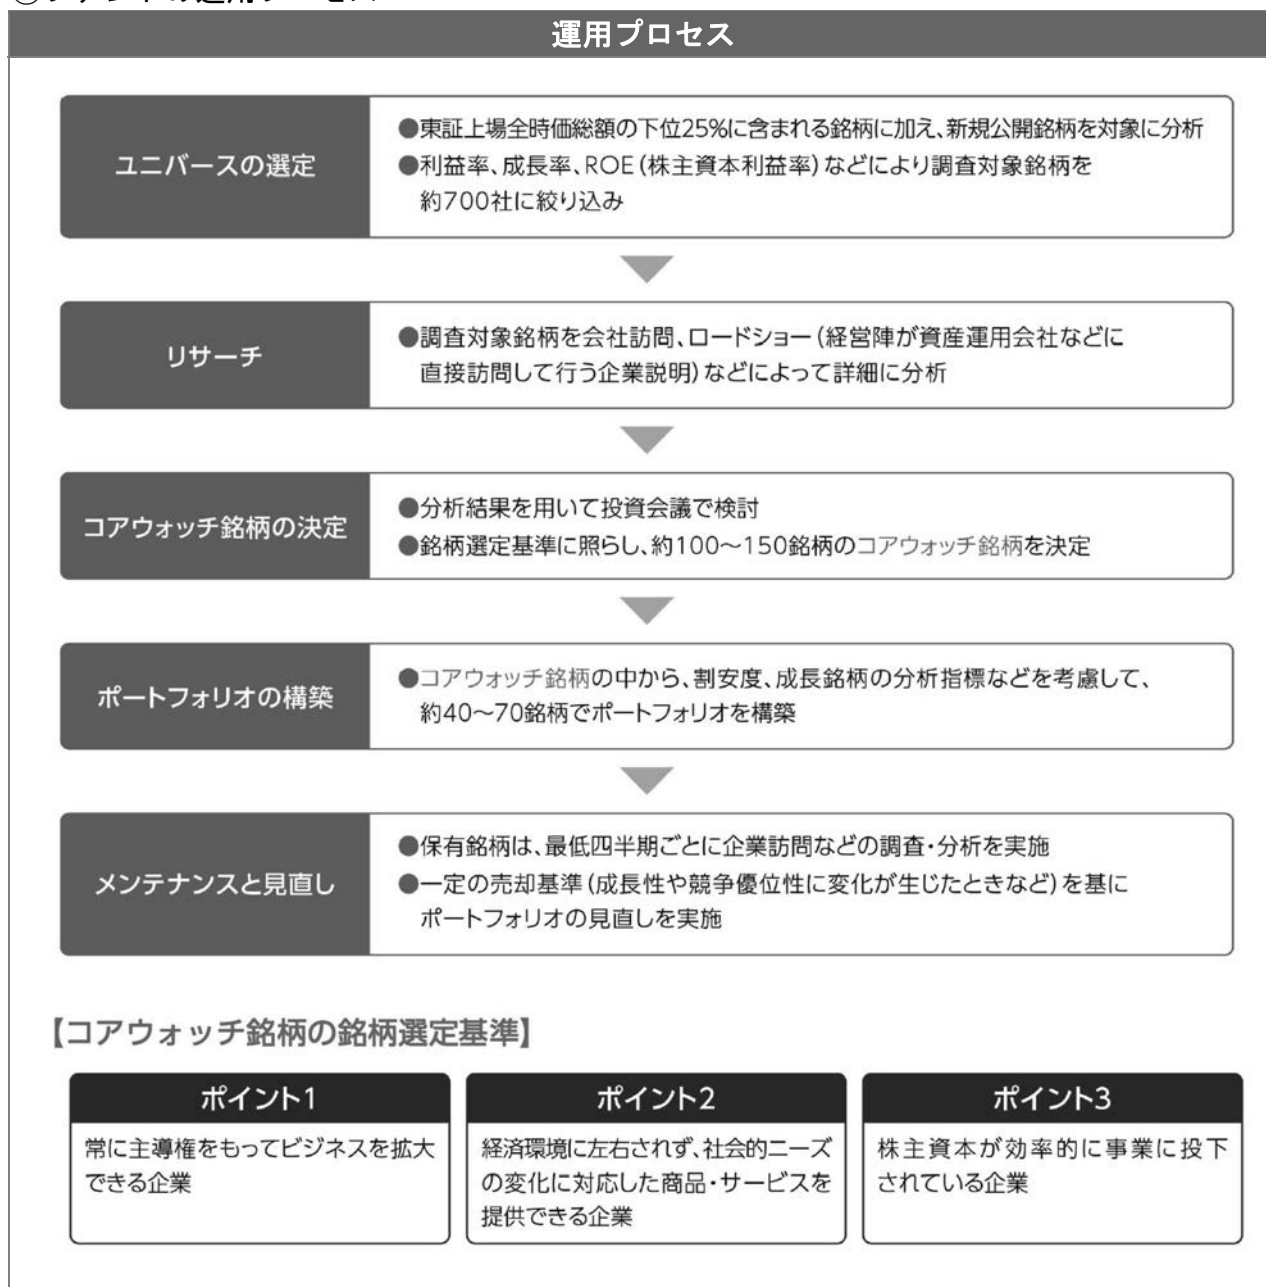 運用プロセス
ユニバースの選定
●東証上場全時価総額の下位25%に含まれる銘柄に加え、新規公開銘柄を対象に分析
●利益率、成長率、ROE(株主資本利益率)などにより調査対象銘柄を
約700社に絞り込み
リサーチ
●調査対象銘柄を会社訪問、ロードショー(経営陣が資産運用会社などに
直接訪問して行う企業説明)などによって詳細に分析
コアウォッチ銘柄の決定
●分析結果を用いて投資会議で検討
●銘柄選定基準に照らし、約100～150銘柄のコアウォッチ銘柄を決定
ポートフォリオの構築
●コアウォッチ銘柄の中から、割安度、成長銘柄の分析指標などを考慮して、
約40～70銘柄でポートフォリオを構築
メンテナンスと見直し
●保有銘柄は、最低四半期ごとに企業訪問などの調査・分析を実施
●一定の売却基準(成長性や競争優位性に変化が生じたときなど)を基に
ポートフォリオの見直しを実施
【コアウォッチ銘柄の銘柄選定基準】
ポイント1
常に主導権をもってビジネスを拡大
できる企業
ポイント2
経済環境に左右されず、社会的ニーズ
の変化に対応した商品・サービスを
提供できる企業
ポイント3
株主資本が効率的に事業に投下
されている企業